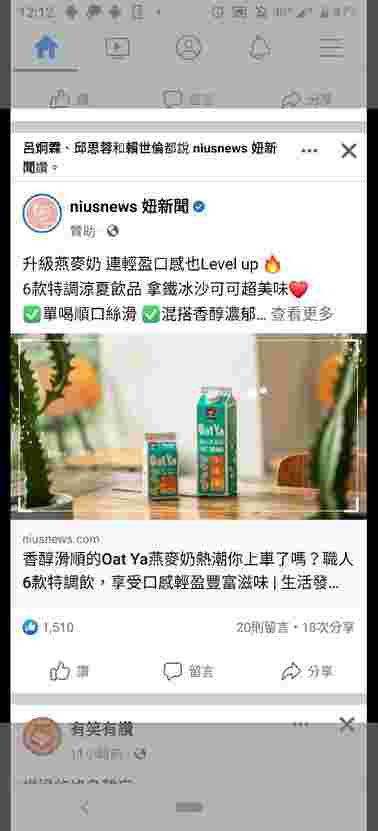 12:12
讚
留言
分享
呂炯霖、邱思蓉和賴世倫都說 niusnews 妞新
聞讚。
niusnews 妞新聞
贊助
升級燕麥奶 連輕盈口感也Level up 🔥
6款特調涼夏飲品 拿鐵冰沙可可超美味❤️
✅單喝順口絲滑 ✅混搭香醇濃郁... 查看更多
Oat Ya
Oat Ya
niusnews.com
香醇滑順的Oat Ya燕麥奶熱潮你上車了嗎？職人
6款特調飲，享受口感輕盈豐富滋味 | 生活發...
1,510
20則留言・18次分享
讚
留言
分享
有笑有讚
11小時前